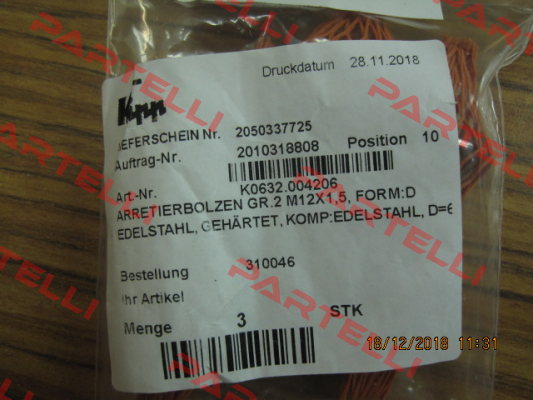 Druckdatum 28.11.2018
Kipp
IEFERSCHEIN Nr. 2050337725
Auftrag-Nr. 2010318808 Position 10
Art-Nr. K0632.004206
ARRETIERBOLZEN GR.2 M12X1,5, FORM:D
EDELSTAHL, GEHÄRTET, KOMP:EDELSTAHL, D=6
Bestellung 310046
Ihr Artikel
Menge 3 STK
18/12/2018 11:31
PARTELLI
PARTELLI
PARTELLI
PARTELLI
PARTELLI